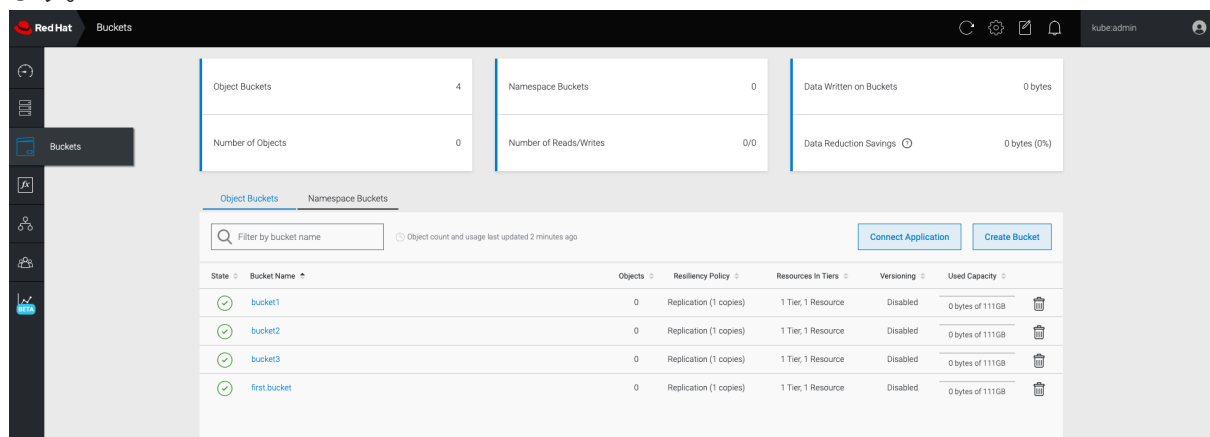 Red Hat Buckets kube:admin
Buckets
Object Buckets 4
Number of Objects 0
Namespace Buckets 0
Number of Reads/Writes 0/0
Data Written on Buckets 0 bytes
Data Reduction Savings ? 0 bytes (0%)
fx
BETA
Object Buckets Namespace Buckets
Filter by bucket name Object count and usage last updated 2 minutes ago Connect Application Create Bucket
State Bucket Name Objects Resiliency Policy Resources In Tiers Versioning Used Capacity
bucket1 0 Replication (1 copies) 1 Tier, 1 Resource Disabled 0 bytes of 111GB
bucket2 0 Replication (1 copies) 1 Tier, 1 Resource Disabled 0 bytes of 111GB
bucket3 0 Replication (1 copies) 1 Tier, 1 Resource Disabled 0 bytes of 111GB
first.bucket 0 Replication (1 copies) 1 Tier, 1 Resource Disabled 0 bytes of 111GB